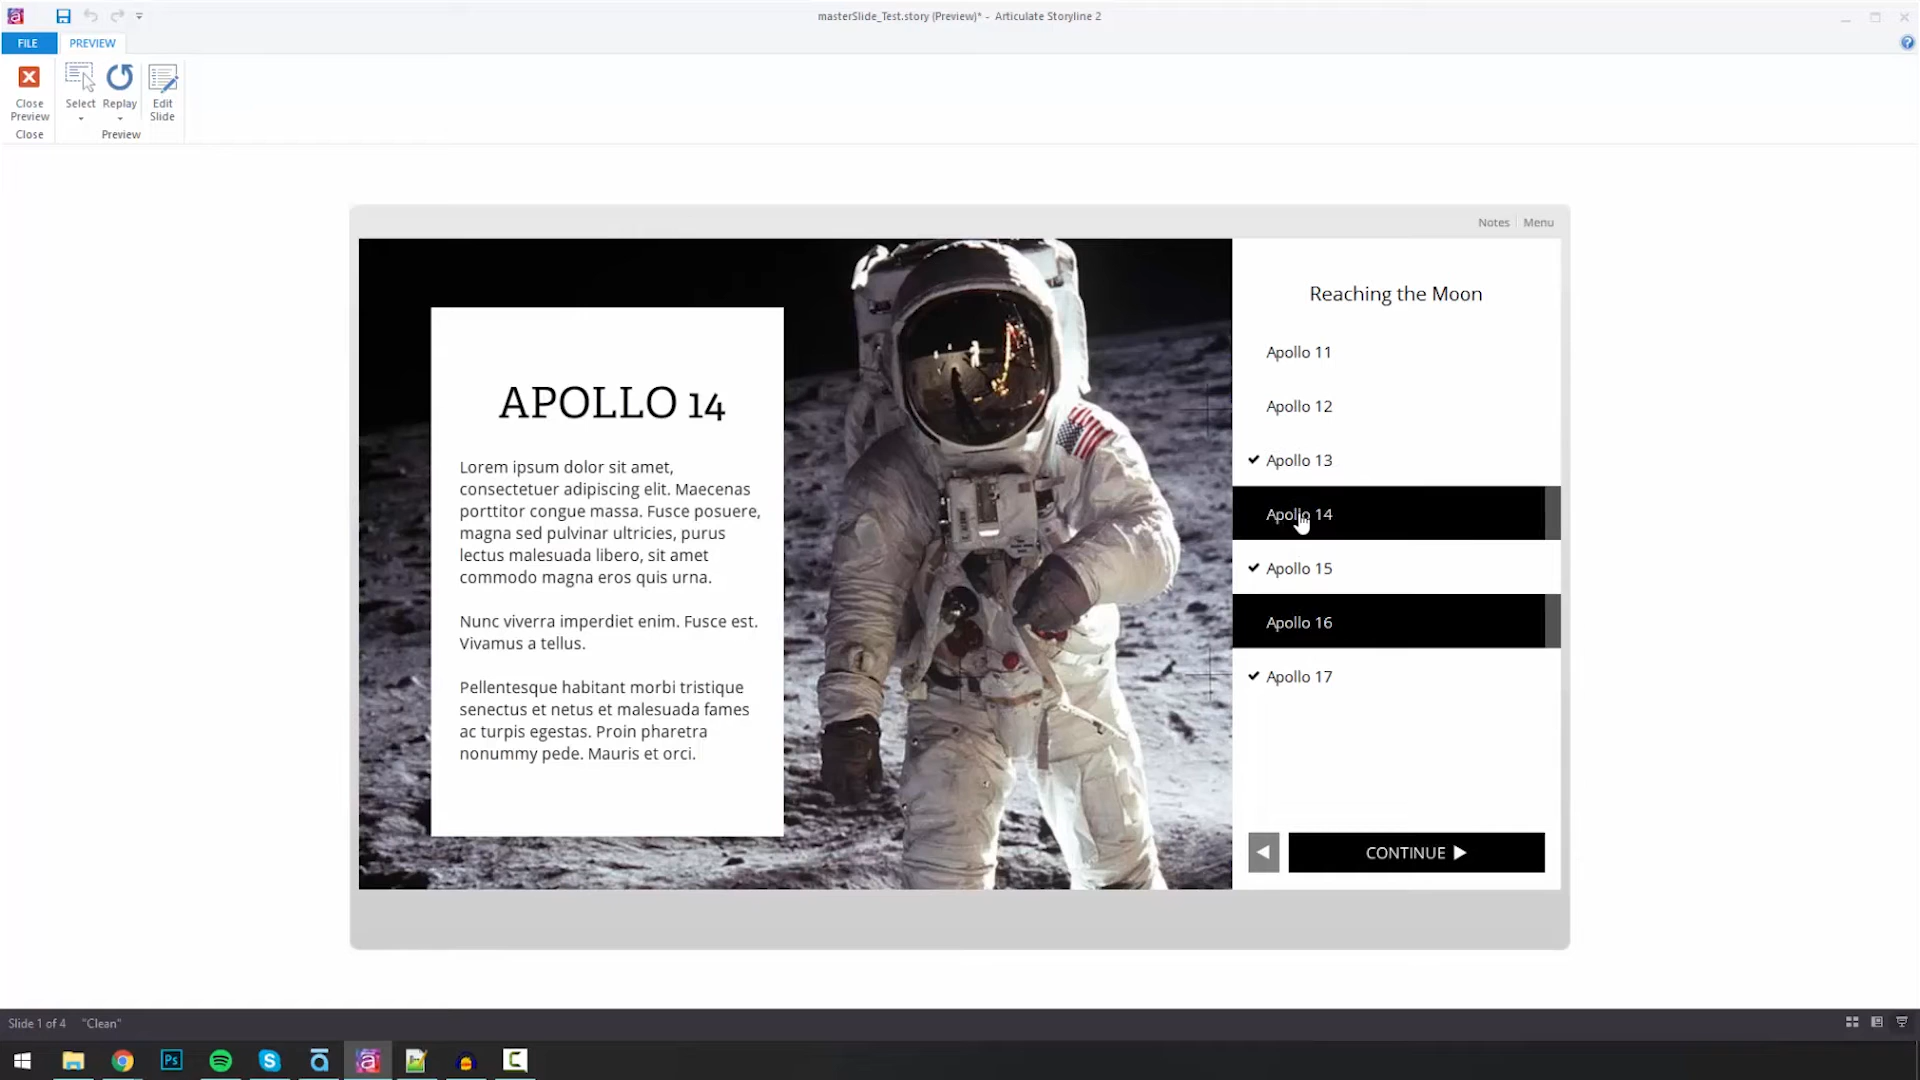 masterSlide_Test.story (Preview)* - Articulate Storyline 2
FILE
PREVIEW
Close Preview
Select
Replay
Edit Slide
Close
Preview
Notes
Menu
APOLLO 14
Lorem ipsum dolor sit amet,
consectetuer adipiscing elit. Maecenas
porttitor congue massa. Fusce posuere,
magna sed pulvinar ultricies, purus
lectus malesuada libero, sit amet
commodo magna eros quis urna.
Nunc viverra imperdiet enim. Fusce est.
Vivamus a tellus.
Pellentesque habitant morbi tristique
senectus et netus et malesuada fames
ac turpis egestas. Proin pharetra
nonummy pede. Mauris et orci.
Reaching the Moon
Apollo 11
Apollo 12
Apollo 13
Apollo 14
Apollo 15
Apollo 16
Apollo 17
CONTINUE
Slide 1 of 4
"Clean"
Ps